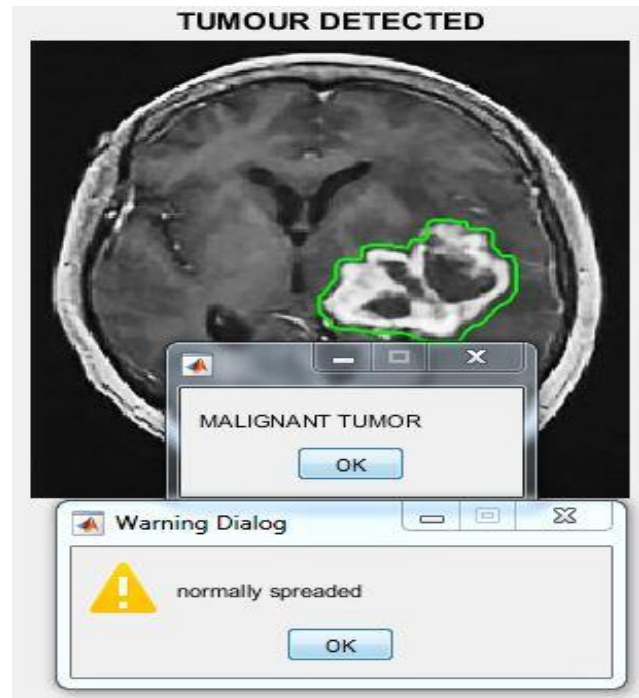 TUMOUR DETECTED
MALIGNANT TUMOR
OK
Warning Dialog
normally spreaded
OK